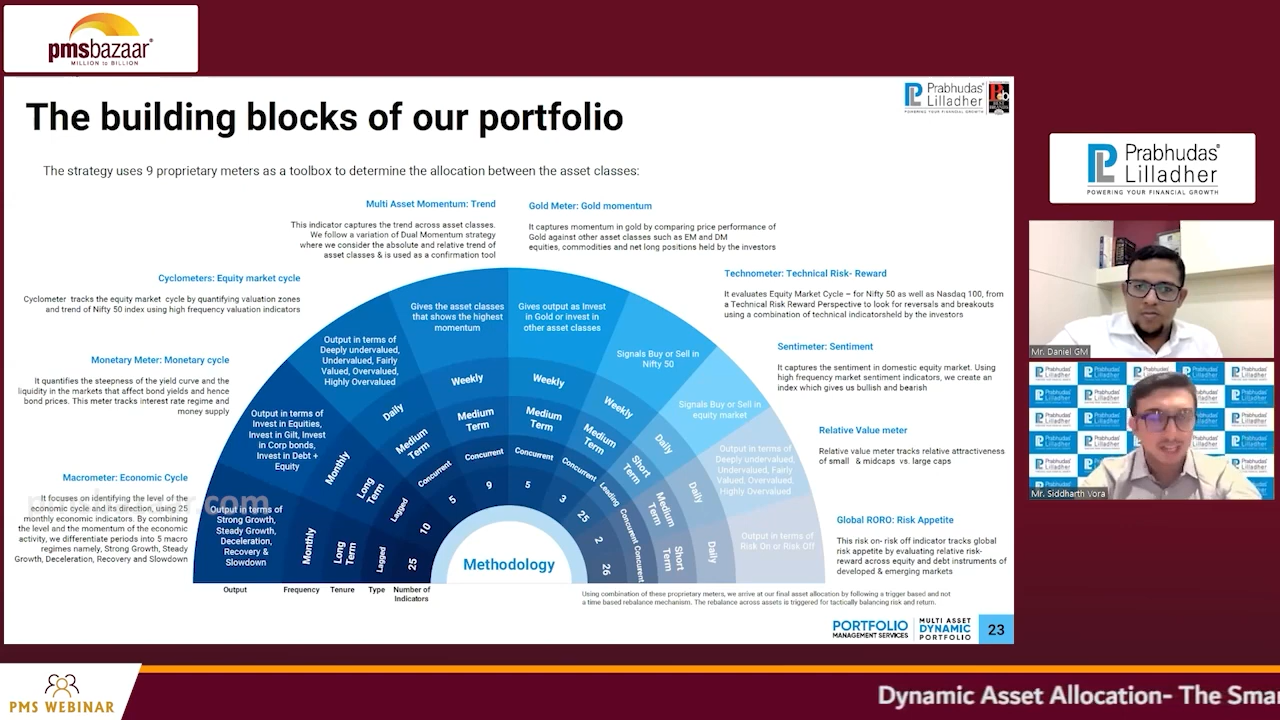 pmsbazaar®
MILLION to BILLION
The building blocks of our portfolio
Prabhudas
Lilladher
POWERING YOUR FINANCIAL GROWTH
The strategy uses 9 proprietary meters as a toolbox to determine the allocation between the asset classes:
Multi Asset Momentum: Trend
This indicator captures the trend across asset classes.
We follow a variation of Dual Momentum strategy
where we consider the absolute and relative trend of
asset classes & is used as a confirmation tool
Gold Meter: Gold momentum
It captures momentum in gold by comparing price performance of
Gold against other asset classes such as EM and DM
equities, commodities and net long positions held by the investors
Cyclometers: Equity market cycle
Cyclometer tracks the equity market cycle by quantifying valuation zones
and trend of Nifty 50 index using high frequency valuation indicators
Technometer: Technical Risk- Reward
It evaluates Equity Market Cycle – for Nifty 50 as well as Nasdaq 100, from
a Technical Risk Reward Perspective to look for reversals and breakouts
using a combination of technical indicatorsheld by the investors
Monetary Meter: Monetary cycle
It quantifies the steepness of the yield curve and the
liquidity in the markets that affect bond yields and hence
bond prices. This meter tracks interest rate regime and
money supply
Sentimeter: Sentiment
It captures the sentiment in domestic equity market. Using
high frequency market sentiment indicators, we create an
index which gives us bullish and bearish
Relative Value meter
Relative value meter tracks relative attractiveness
of small & midcaps vs. large caps
Macrometer: Economic Cycle
It focuses on identifying the level of the
economic cycle and its direction, using 25
monthly economic indicators. By combining
the level and the momentum of the economic
activity, we differentiate periods into 5 macro
regimes namely, Strong Growth, Steady
Growth, Deceleration, Recovery and Slowdown
Global RORO: Risk Appetite
This risk on- risk off indicator tracks global
risk appetite by evaluating relative risk-
reward across equity and debt instruments of
developed & emerging markets
Output in terms of
Strong Growth,
Steady Growth,
Deceleration,
Recovery &
Slowdown
Monthly
Long
Term
Lagged
25
Output in terms of
Invest in Equities,
Invest in Gilt, Invest
in Corp bonds,
Invest in Debt +
Equity
Monthly
Long
Term
Lagged
10
Output in terms of
Deeply undervalued,
Undervalued, Fairly
Valued, Overvalued,
Highly Overvalued
Daily
Medium
Term
Concurrent
5
Gives the asset classes
that shows the highest
momentum
Weekly
Medium
Term
Concurrent
9
Gives output as Invest
in Gold or invest in
other asset classes
Weekly
Medium
Term
Concurrent
5
Signals Buy or Sell in
Nifty 50
Weekly
Medium
Term
Concurrent
3
Signals Buy or Sell in
equity market
Daily
Short
Term
Leading
25
Output in terms of
Deeply undervalued,
Undervalued, Fairly
Valued, Overvalued,
Highly Overvalued
Daily
Medium
Term
Concurrent
2
Output in terms of
Risk On or Risk Off
Daily
Short
Term
Concurrent
26
Methodology
Output
Frequency
Tenure
Type
Number of
Indicators
Using combination of these proprietary meters, we arrive at our final asset allocation by following a trigger based and not
a time based rebalance mechanism. The rebalance across assets is triggered for tactically balancing risk and return.
PORTFOLIO
MANAGEMENT SERVICES
MULTI ASSET
DYNAMIC
PORTFOLIO
23
Prabhudas®
Lilladher
POWERING YOUR FINANCIAL GROWTH
Mr. Daniel GM
Mr. Siddharth Vora
PMS WEBINAR
Dynamic Asset Allocation- The Smar